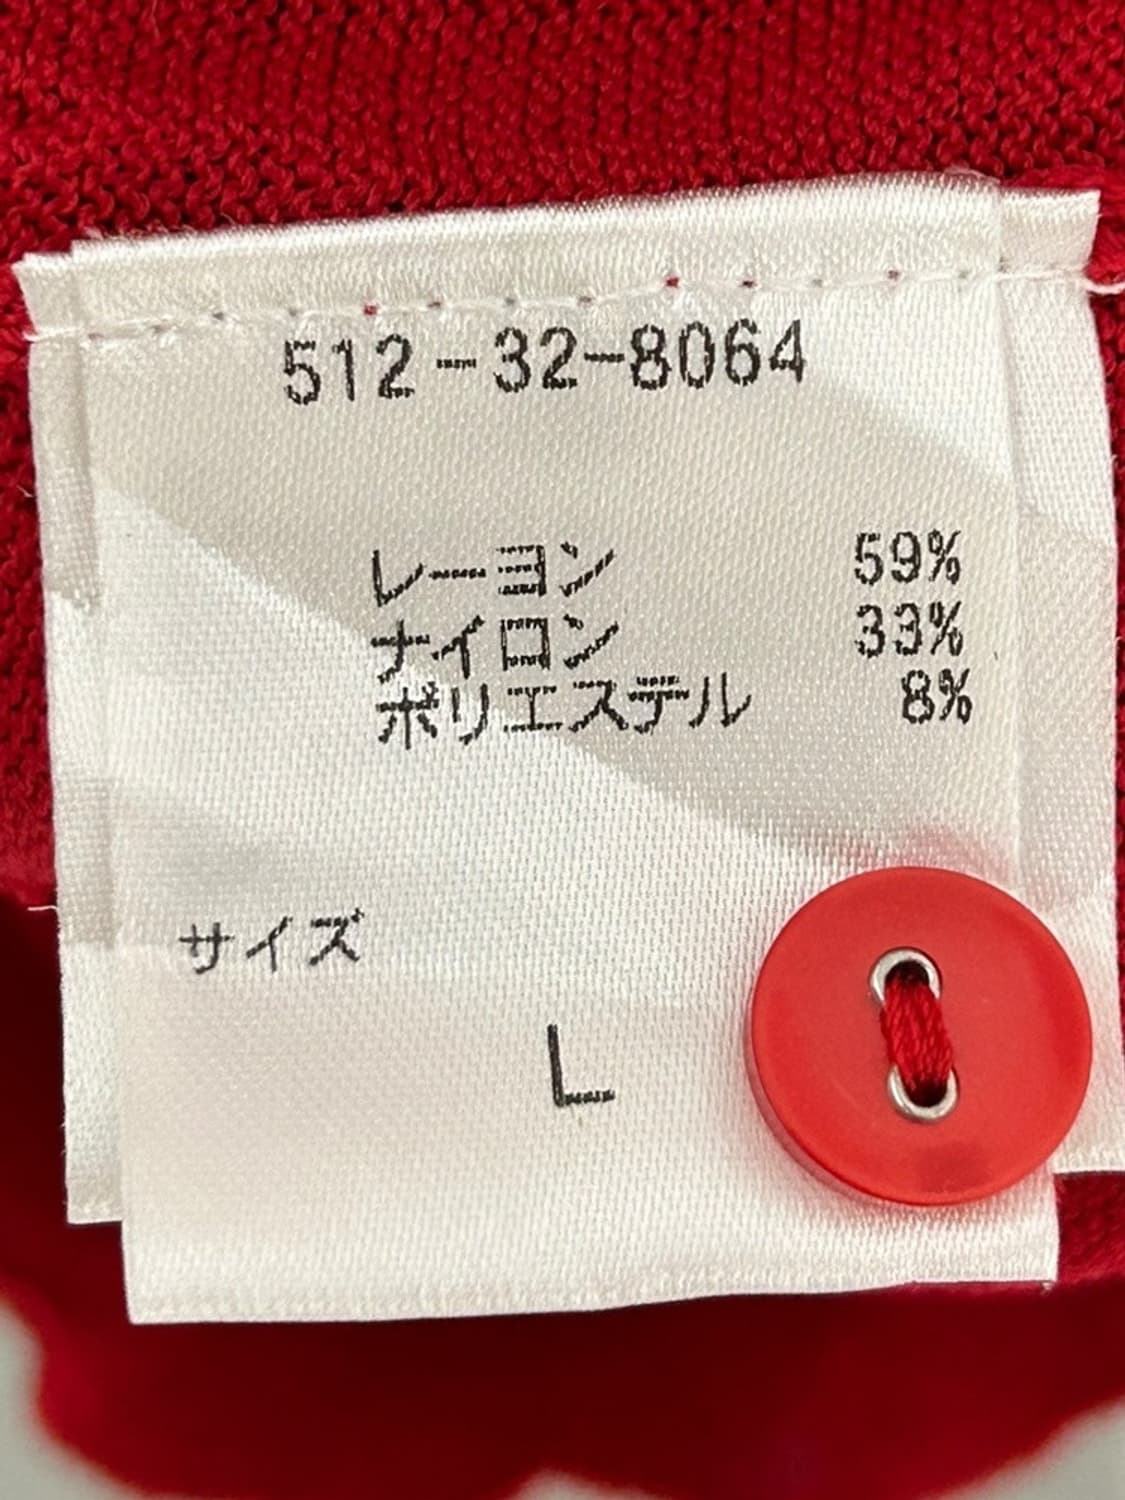 512-32-8064
レーヨン 59%
ナイロン 33%
ポリエステル 8%
サイズ
L